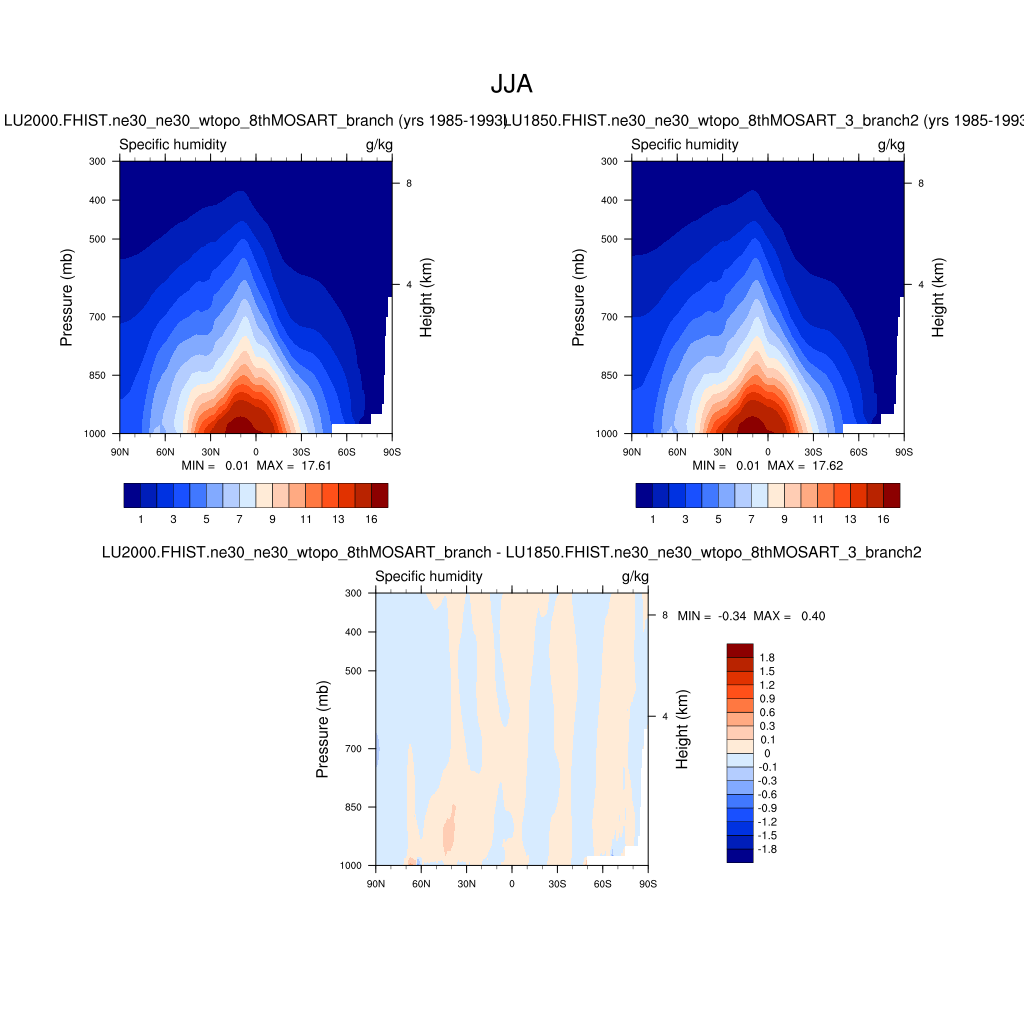 JJA
LU2000.FHIST.ne30_ne30_wtopo_8thMOSART_branch (yrs 1985-1993)
LU1850.FHIST.ne30_ne30_wtopo_8thMOSART_3_branch2 (yrs 1985-1993
Specific humidity g/kg
300
400
500
700
850
1000
Pressure (mb)
8
4
Height (km)
90N 60N 30N 0 30S 60S 90S
MIN = 0.01 MAX = 17.61
1 3 5 7 9 11 13 16
Specific humidity g/kg
300
400
500
700
850
1000
Pressure (mb)
8
4
Height (km)
90N 60N 30N 0 30S 60S 90S
MIN = 0.01 MAX = 17.62
1 3 5 7 9 11 13 16
LU2000.FHIST.ne30_ne30_wtopo_8thMOSART_branch - LU1850.FHIST.ne30_ne30_wtopo_8thMOSART_3_branch2
Specific humidity g/kg
300
400
500
700
850
1000
Pressure (mb)
8
4
Height (km)
90N 60N 30N 0 30S 60S 90S
MIN = -0.34 MAX = 0.40
1.8
1.5
1.2
0.9
0.6
0.3
0.1
0
-0.1
-0.3
-0.6
-0.9
-1.2
-1.5
-1.8